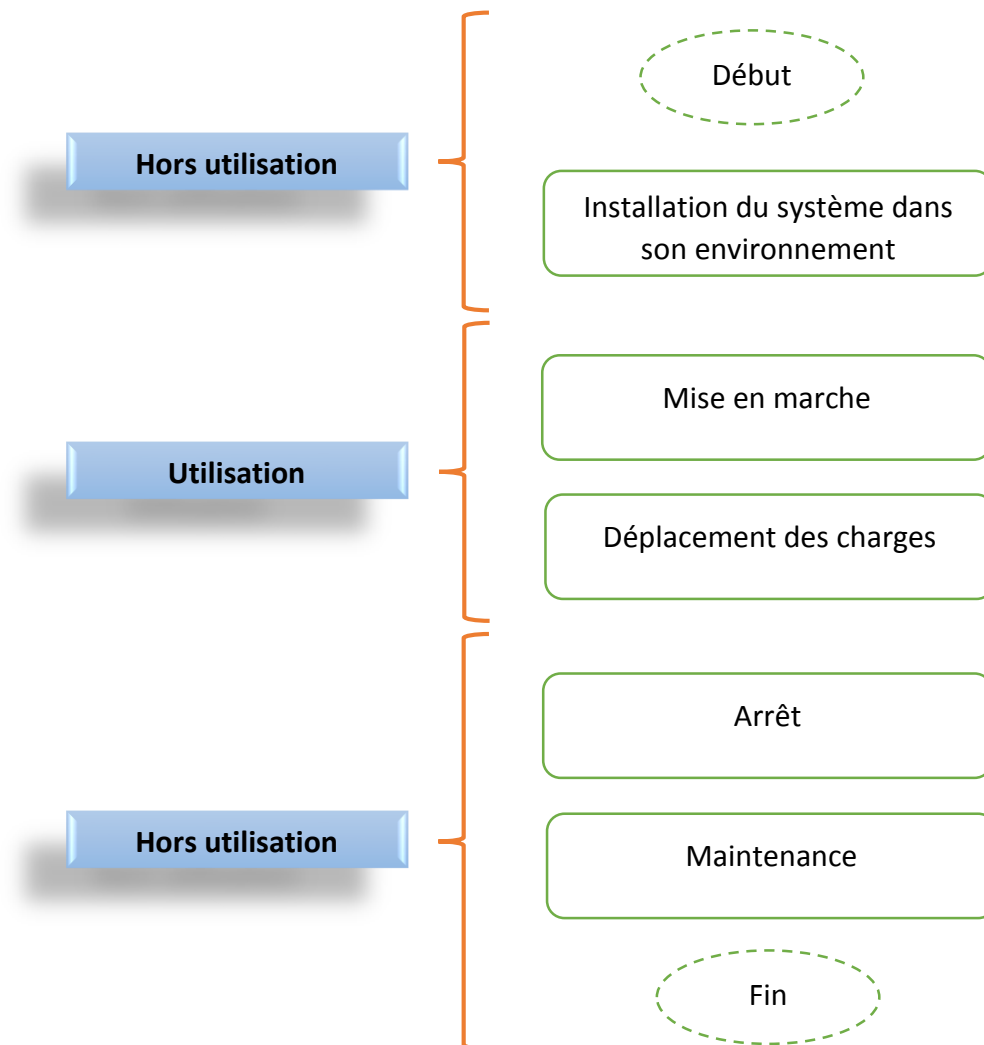 Début
Hors utilisation
Installation du système dans
son environnement
Mise en marche
Utilisation
Déplacement des charges
Arrêt
Hors utilisation
Maintenance
Fin